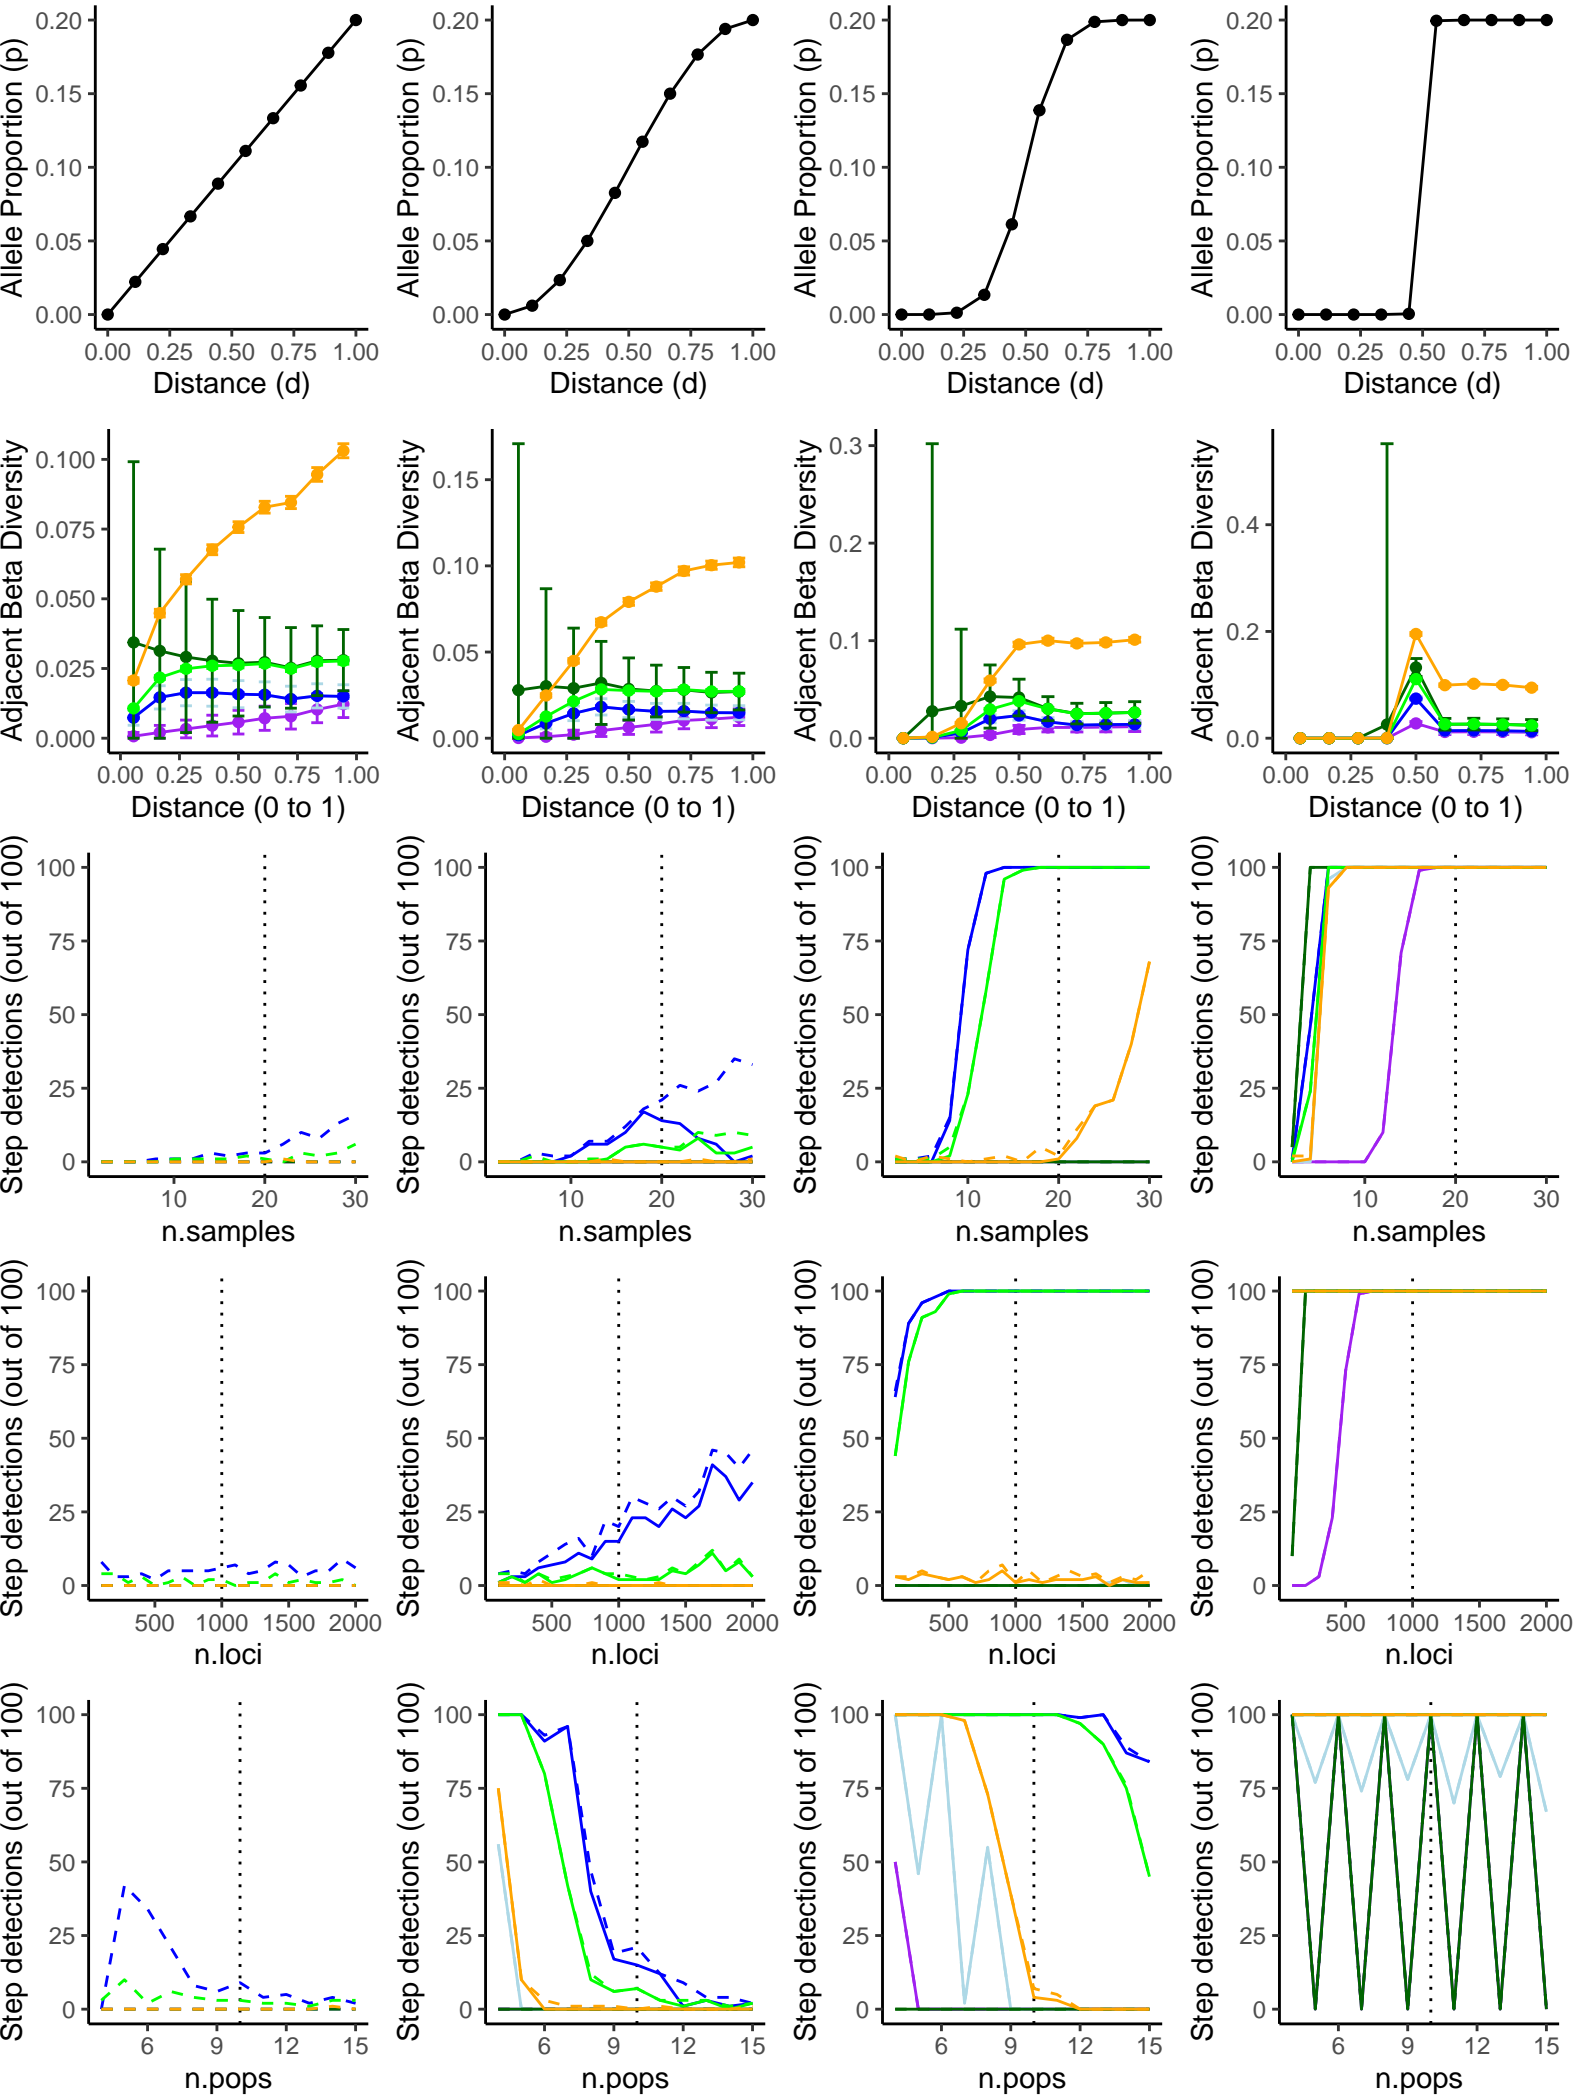 Allele Proportion (p)
0.20
0.15
0.10
0.05
0.00
0.00 0.25 0.50 0.75 1.00
Distance (d)
Allele Proportion (p)
0.20
0.15
0.10
0.05
0.00
0.00 0.25 0.50 0.75 1.00
Distance (d)
Allele Proportion (p)
0.20
0.15
0.10
0.05
0.00
0.00 0.25 0.50 0.75 1.00
Distance (d)
Allele Proportion (p)
0.20
0.15
0.10
0.05
0.00
0.00 0.25 0.50 0.75 1.00
Distance (d)
Adjacent Beta Diversity
0.100
0.075
0.050
0.025
0.000
0.00 0.25 0.50 0.75 1.00
Distance (0 to 1)
Adjacent Beta Diversity
0.15
0.10
0.05
0.00
0.00 0.25 0.50 0.75 1.00
Distance (0 to 1)
Adjacent Beta Diversity
0.3
0.2
0.1
0.0
0.00 0.25 0.50 0.75 1.00
Distance (0 to 1)
Adjacent Beta Diversity
0.4
0.2
0.0
0.00 0.25 0.50 0.75 1.00
Distance (0 to 1)
Step detections (out of 100)
100
75
50
25
0
10 20 30
n.samples
Step detections (out of 100)
100
75
50
25
0
10 20 30
n.samples
Step detections (out of 100)
100
75
50
25
0
10 20 30
n.samples
Step detections (out of 100)
100
75
50
25
0
10 20 30
n.samples
Step detections (out of 100)
100
75
50
25
0
500 1000 1500 2000
n.loci
Step detections (out of 100)
100
75
50
25
0
500 1000 1500 2000
n.loci
Step detections (out of 100)
100
75
50
25
0
500 1000 1500 2000
n.loci
Step detections (out of 100)
100
75
50
25
0
500 1000 1500 2000
n.loci
Step detections (out of 100)
100
75
50
25
0
6 9 12 15
n.pops
Step detections (out of 100)
100
75
50
25
0
6 9 12 15
n.pops
Step detections (out of 100)
100
75
50
25
0
6 9 12 15
n.pops
Step detections (out of 100)
100
75
50
25
0
6 9 12 15
n.pops